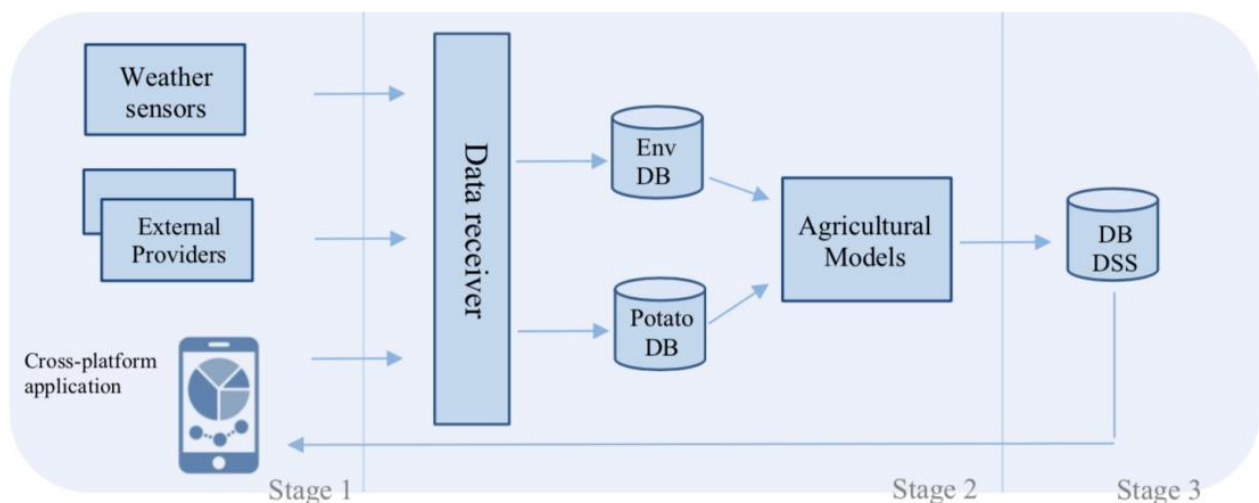 Weather
sensors
External
Providers
Cross-platform
application
Data receiver
Env
DB
Potato
DB
Agricultural
Models
DB
DSS
Stage 1
Stage 2
Stage 3